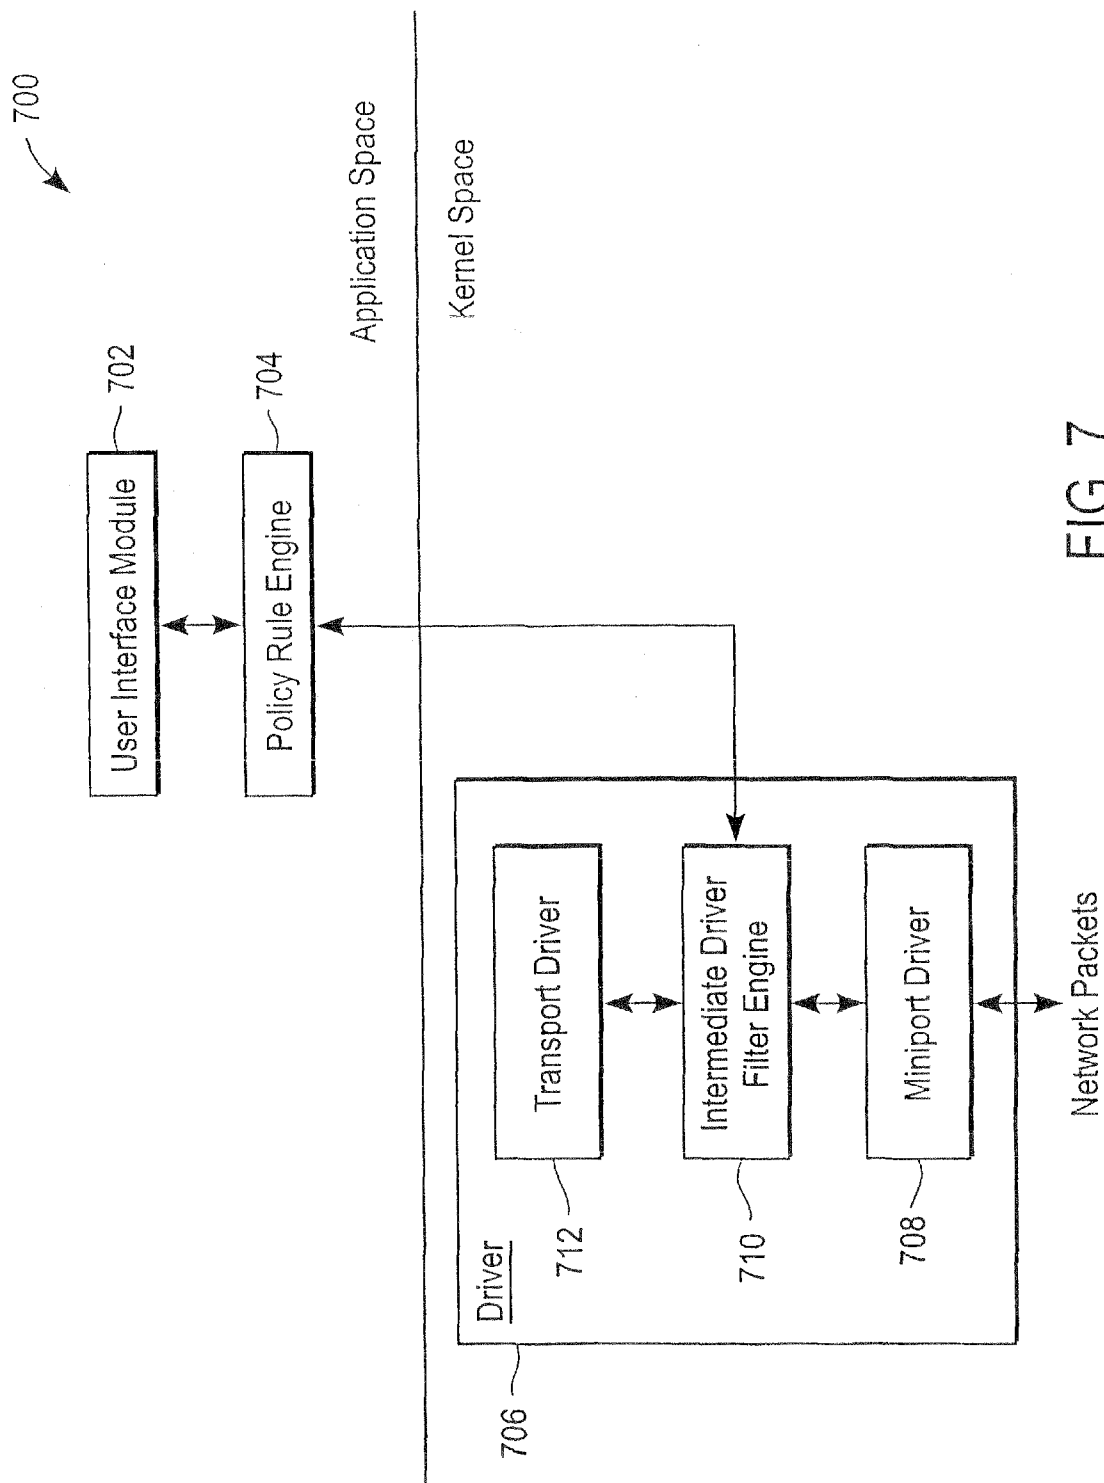 700
User Interface Module
702
Policy Rule Engine
704
Application Space
Kernel Space
Driver
706
Transport Driver
712
Intermediate Driver
Filter Engine
710
Miniport Driver
708
Network Packets
FIG 7